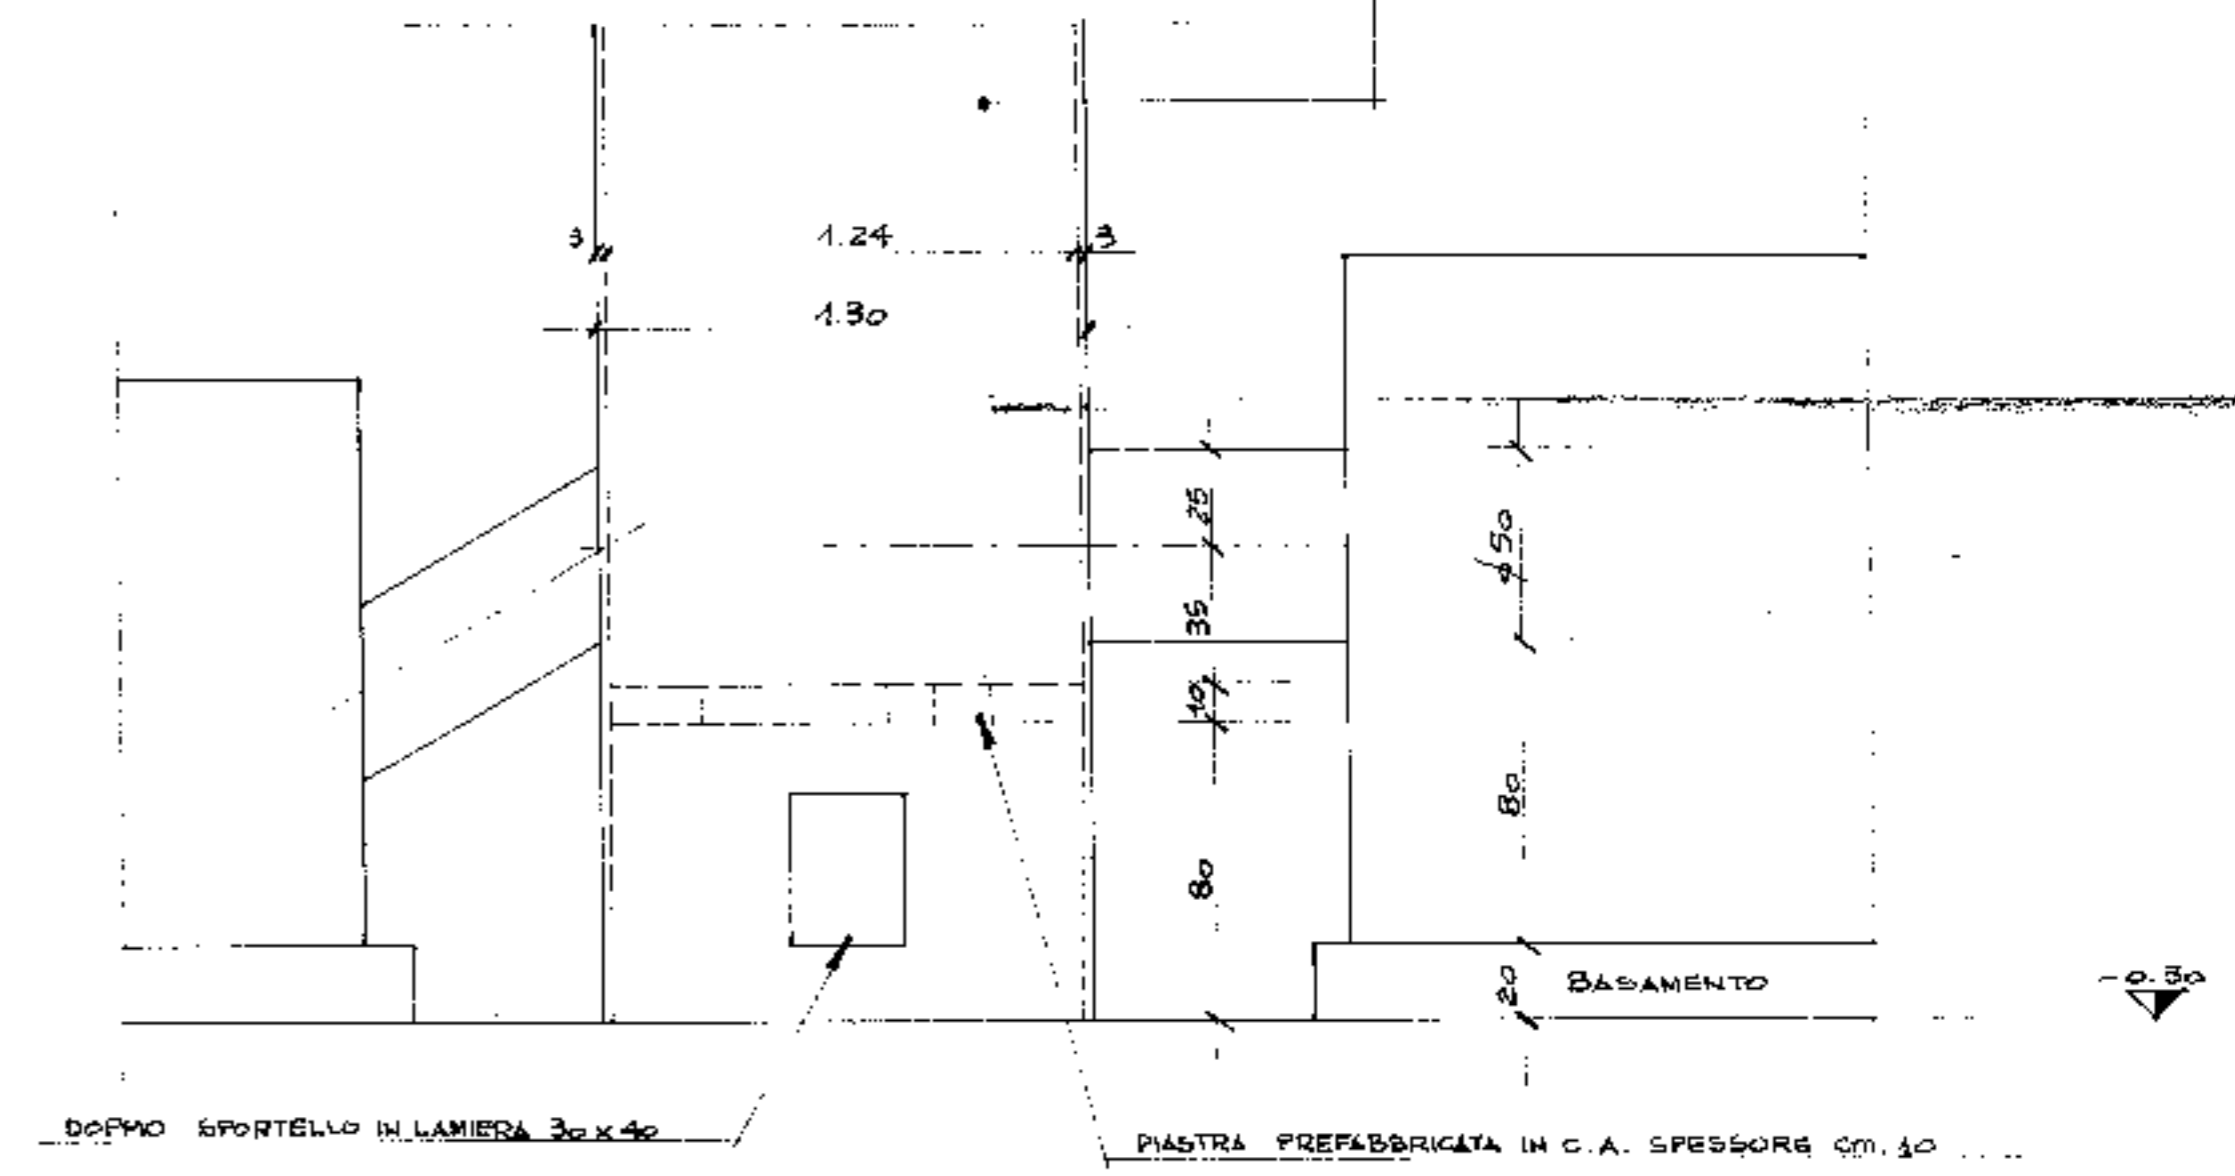 3 1.24 3
1.30
25
ø 50
35
10
80
80
20
BASAMENTO
-0.30
DOPPIO SPORTELLO IN LAMIERA 30 x 40
PIASTRA PREFABBRICATA IN C.A. SPESSORE CM. 10